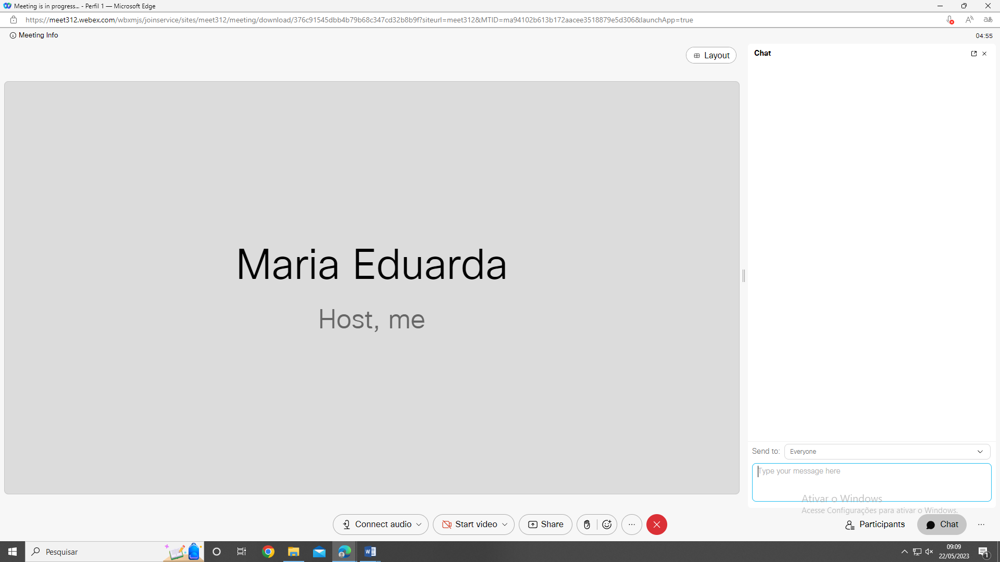 Meeting is in progress... - Perfil 1 — Microsoft Edge
https://meet312.webex.com/wbxmjs/joinservice/sites/meet312/meeting/download/376c91545dbb4b79b68c347cd32b8b9f?siteurl=meet312&MTID=ma94102b613b172aacee3518879e5d306&launchApp=true
Meeting Info
04:55
Layout
Chat
Maria Eduarda
Host, me
Send to:
Everyone
Type your message here
Ativar o Windows
Acesse Configurações para ativar o Windows.
Connect audio
Start video
Share
Participants
Chat
Pesquisar
09:09
22/05/2023
1